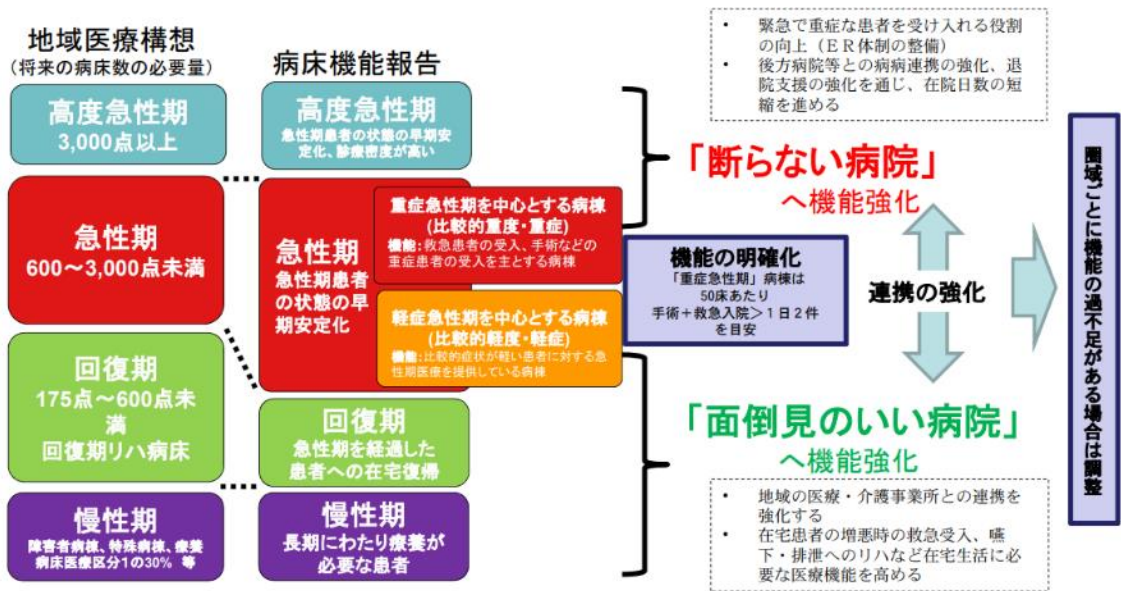 地域医療構想
(将来の病床数の必要量)
高度急性期
3,000点以上
急性期
600～3,000点未満
回復期
175点～600点未
満
回復期リハ病床
慢性期
障害者病棟、特殊病棟、療養
病床医療区分1の30% 等
病床機能報告
高度急性期
急性期患者の状態の早期安
定化、診療密度が高い
急性期
急性期患者
の状態の早
期安定化
重症急性期を中心とする病棟
(比較的重度・重症)
機能:救急患者の受入、手術などの
重症患者の受入を主とする病棟
軽症急性期を中心とする病棟
(比較的軽度・軽症)
機能:比較的症状が軽い患者に対する急
性期医療を提供している病棟
回復期
急性期を経過した
患者への在宅復帰
慢性期
長期にわたり療養が
必要な患者
機能の明確化
「重症急性期」病棟は
50床あたり
手術+救急入院>1日2件
を目安
• 緊急で重症な患者を受け入れる役割
の向上（ER体制の整備）
• 後方病院等との病病連携の強化、退
院支援の強化を通じ、在院日数の短
縮を進める
「断らない病院」
へ機能強化
連携の強化
「面倒見のいい病院」
へ機能強化
• 地域の医療・介護事業所との連携を
強化する
• 在宅患者の増悪時の救急受入、嚥
下・排泄へのリハなど在宅生活に必
要な医療機能を高める
圏域ごとに機能の過不足がある場合は調整